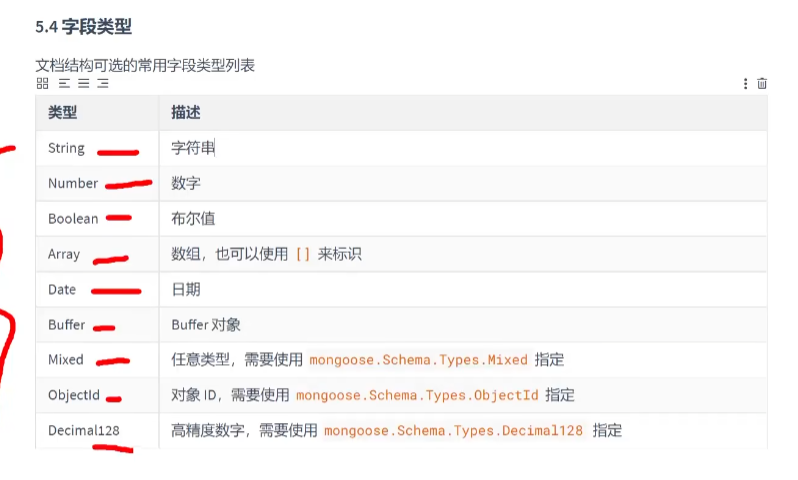 5.4 字段类型
文档结构可选的常用字段类型列表
类型 描述
String 字符串
Number 数字
Boolean 布尔值
Array 数组，也可以使用 [] 来标识
Date 日期
Buffer Buffer 对象
Mixed 任意类型，需要使用 mongoose.Schema.Types.Mixed 指定
ObjectId 对象 ID，需要使用 mongoose.Schema.Types.ObjectId 指定
Decimal128 高精度数字，需要使用 mongoose.Schema.Types.Decimal128 指定